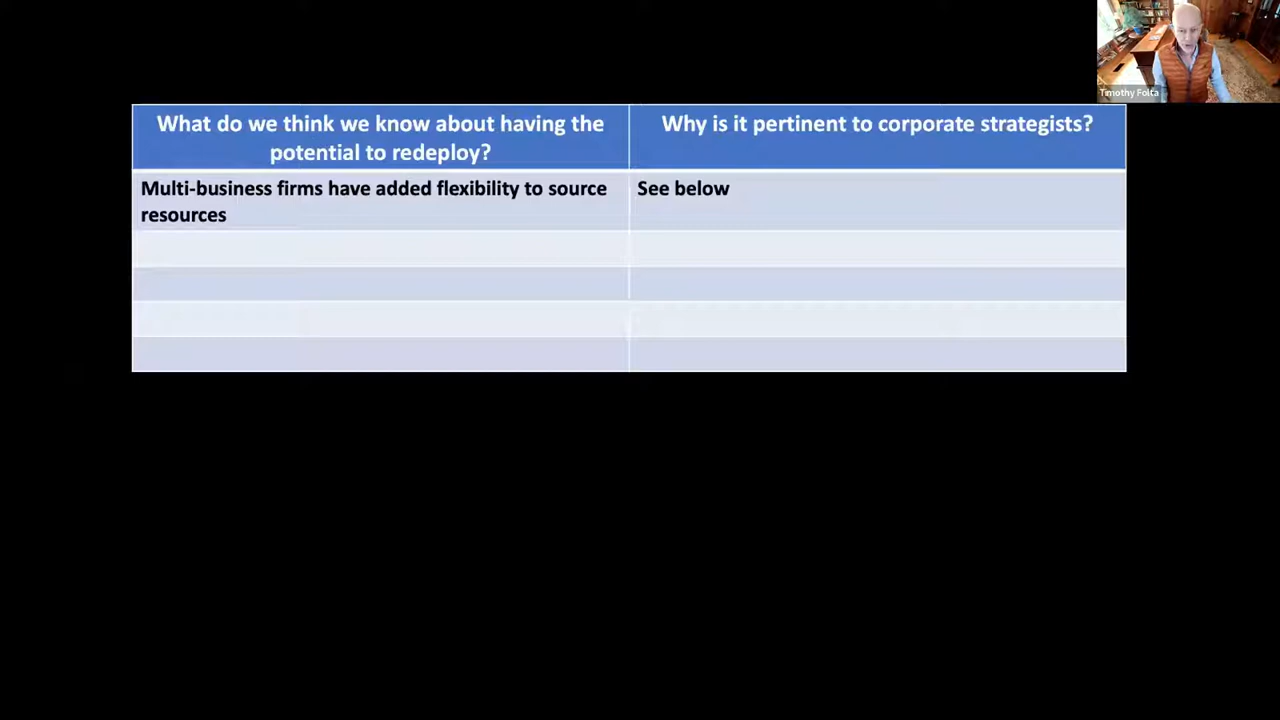 Timothy Folta
What do we think we know about having the
potential to redeploy?
Why is it pertinent to corporate strategists?
Multi-business firms have added flexibility to source
resources
See below